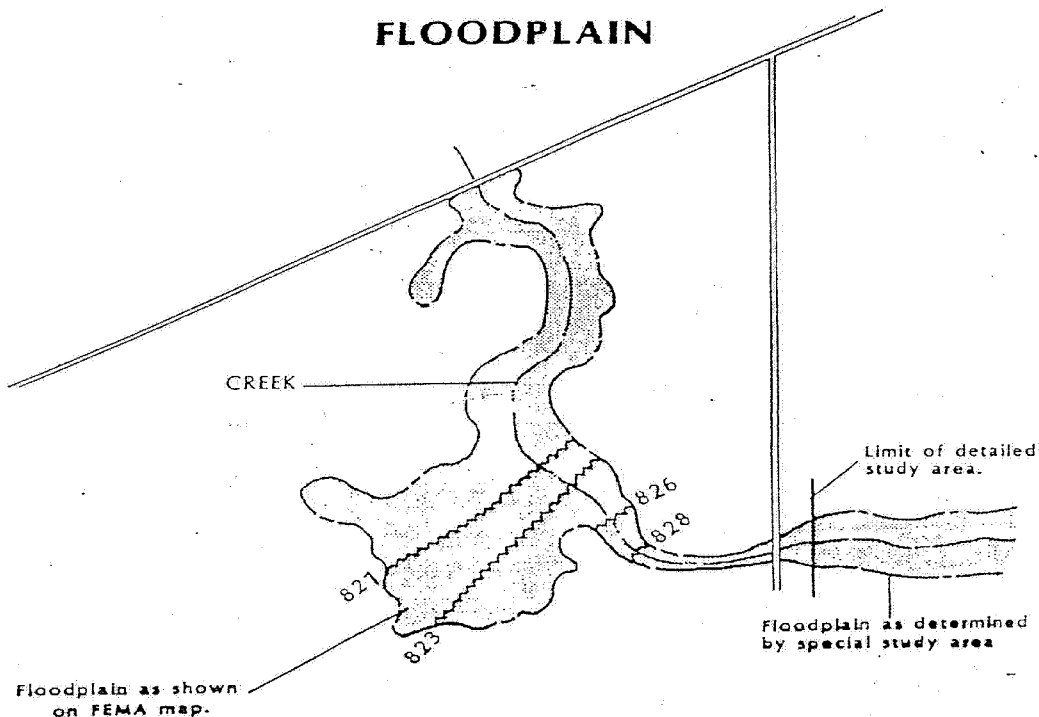 FLOODPLAIN
CREEK
Limit of detailed
study area.
826
828
821
823
Floodplain as determined
by special study area
Floodplain as shown
on FEMA map.